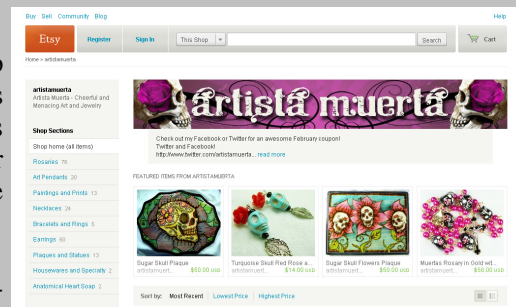 Buy Sell Community Blog Help
Etsy Register Sign In This Shop Search Cart
Home > artistamuerta
artistamuerta
Artista Muerta - Cheerful and
Menacing Art and Jewelry
Shop Sections
Shop home (all items)
Rosaries 76
Art Pendants 20
Paintings and Prints 13
Necklaces 24
Bracelets and Rings 5
Earrings 60
Plaques and Statues 13
Housewares and Specialty 2
Anatomical Heart Soap 2
artista muerta
Check out my Facebook or Twitter for an awesome February coupon!
Twitter and Facebook!
http://www.twitter.com/artistamuerta... read more
FEATURED ITEMS FROM ARTISTAMUERTA
Sugar Skull Plaque
artistamuert... $50.00 USD
Turquoise Skull Red Rose a...
artistamuert... $14.00 USD
Sugar Skull Flowers Plaque
artistamuert... $50.00 USD
Muertas Rosary in Gold wit...
artistamuert... $58.00 USD
Sort by: Most Recent Lowest Price Highest Price